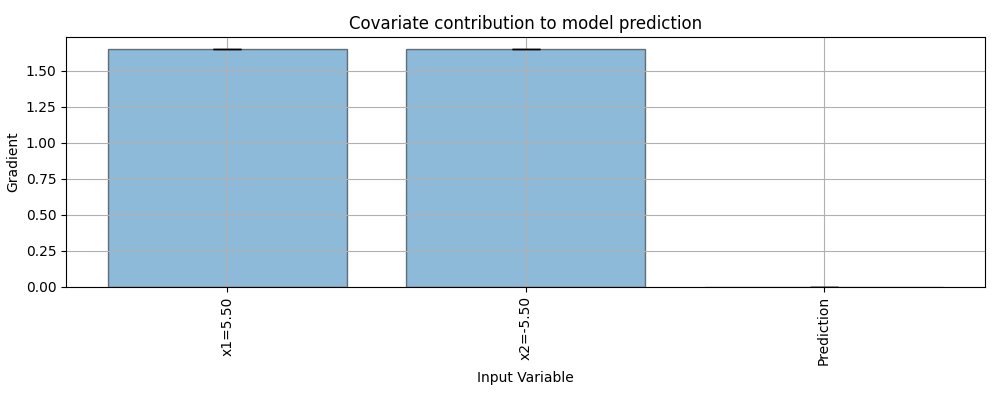 Covariate contribution to model prediction
Gradient
1.50
1.25
1.00
0.75
0.50
0.25
0.00
x1=5.50
x2=-5.50
Prediction
Input Variable